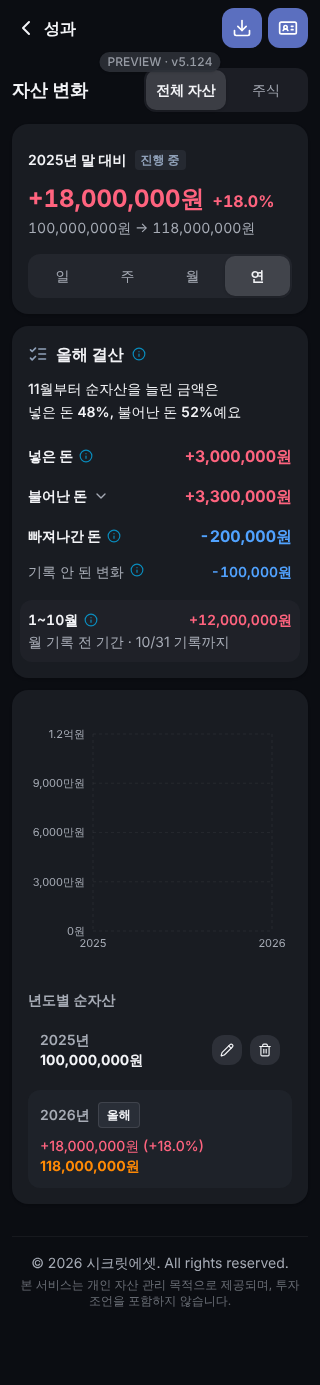 성과
PREVIEW · v5.124
자산 변화
전체 자산
주식
2025년 말 대비
진행 중
+18,000,000원 +18.0%
100,000,000원 → 118,000,000원
일
주
월
연
올해 결산
11월부터 순자산을 늘린 금액은
넣은 돈 48%, 불어난 돈 52%예요
넣은 돈
+3,000,000원
불어난 돈
+3,300,000원
빠져나간 돈
-200,000원
기록 안 된 변화
-100,000원
1~10월
+12,000,000원
월 기록 전 기간 · 10/31 기록까지
1.2억원
9,000만원
6,000만원
3,000만원
0원
2025
2026
년도별 순자산
2025년
100,000,000원
2026년
올해
+18,000,000원 (+18.0%)
118,000,000원
© 2026 시크릿에셋. All rights reserved.
본 서비스는 개인 자산 관리 목적으로 제공되며, 투자
조언을 포함하지 않습니다.